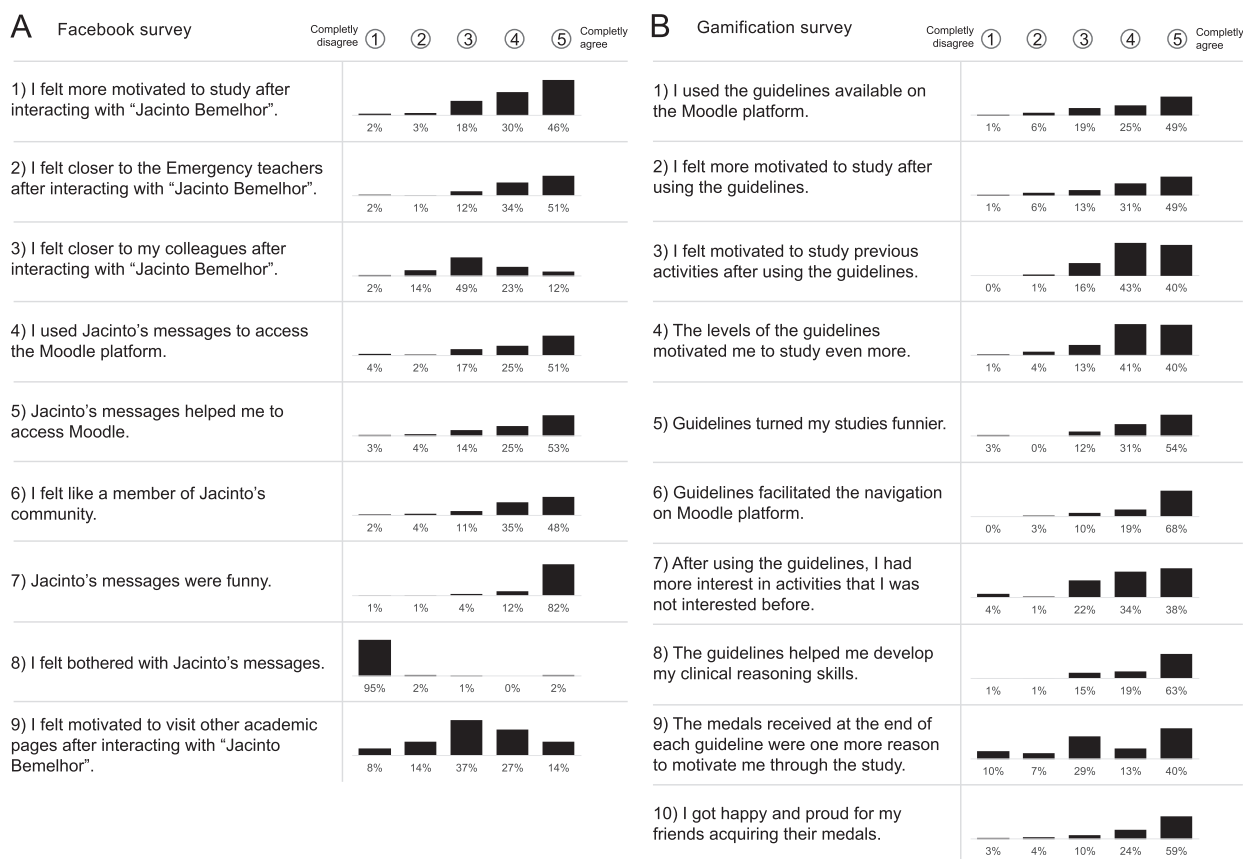 A Facebook survey
Completly
disagree
1 2 3 4 5
Completly
agree
1) I felt more motivated to study after
interacting with “Jacinto Bemelhor”.
2% 3% 18% 30% 46%
2) I felt closer to the Emergency teachers
after interacting with “Jacinto Bemelhor”.
2% 1% 12% 34% 51%
3) I felt closer to my colleagues after
interacting with “Jacinto Bemelhor”.
2% 14% 49% 23% 12%
4) I used Jacinto’s messages to access
the Moodle platform.
4% 2% 17% 25% 51%
5) Jacinto’s messages helped me to
access Moodle.
3% 4% 14% 25% 53%
6) I felt like a member of Jacinto’s
community.
2% 4% 11% 35% 48%
7) Jacinto’s messages were funny.
1% 1% 4% 12% 82%
8) I felt bothered with Jacinto’s messages.
95% 2% 1% 0% 2%
9) I felt motivated to visit other academic
pages after interacting with “Jacinto
Bemelhor”.
8% 14% 37% 27% 14%
B Gamification survey
Completly
disagree
1 2 3 4 5
Completly
agree
1) I used the guidelines available on
the Moodle platform.
1% 6% 19% 25% 49%
2) I felt more motivated to study after
using the guidelines.
1% 6% 13% 31% 49%
3) I felt motivated to study previous
activities after using the guidelines.
0% 1% 16% 43% 40%
4) The levels of the guidelines
motivated me to study even more.
1% 4% 13% 41% 40%
5) Guidelines turned my studies funnier.
3% 0% 12% 31% 54%
6) Guidelines facilitated the navigation
on Moodle platform.
0% 3% 10% 19% 68%
7) After using the guidelines, I had
more interest in activities that I was
not interested before.
4% 1% 22% 34% 38%
8) The guidelines helped me develop
my clinical reasoning skills.
1% 1% 15% 19% 63%
9) The medals received at the end of
each guideline were one more reason
to motivate me through the study.
10% 7% 29% 13% 40%
10) I got happy and proud for my
friends acquiring their medals.
3% 4% 10% 24% 59%